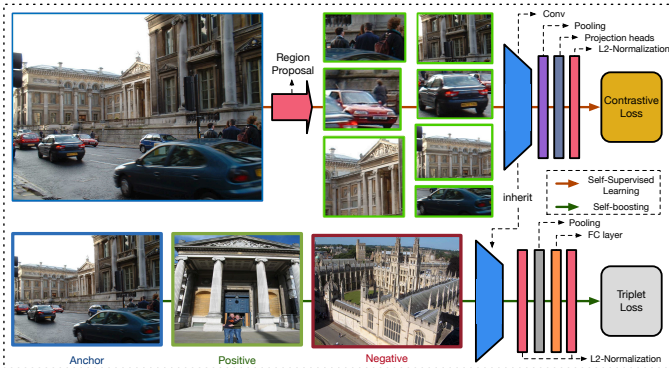 Conv
Pooling
Projection heads
L2-Normalization
Region
Proposal
Contrastive
Loss
inherit
Self-Supervised
Learning
Self-boosting
Pooling
FC layer
Triplet
Loss
L2-Normalization
Anchor
Positive
Negative